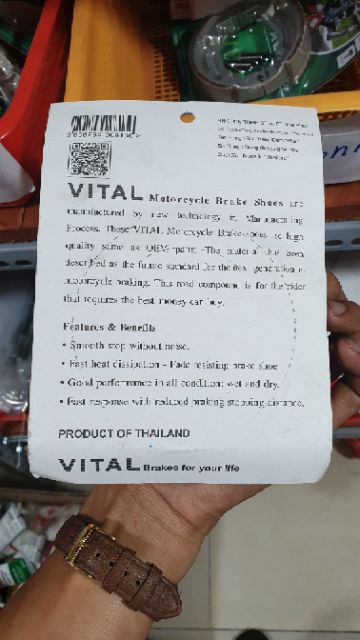 VITAL Motorcycle Brake Shoes are
manufactured by new technology in Manufacturing
Process. These VITAL Motorcycle Brake shoes are high
quality same as OEM parts. The material has been
described as the future standard for the next generation in
motorcycle braking. This road compound is for the rider
that requires the best money can buy.
Features & Benefits
• Smooth stop without noise.
• Fast heat dissipation - Fade resisting brake shoe
• Good performance in all condition: wet and dry.
• Fast response with reduced braking stopping distance.
PRODUCT OF THAILAND
VITAL Brakes for your life